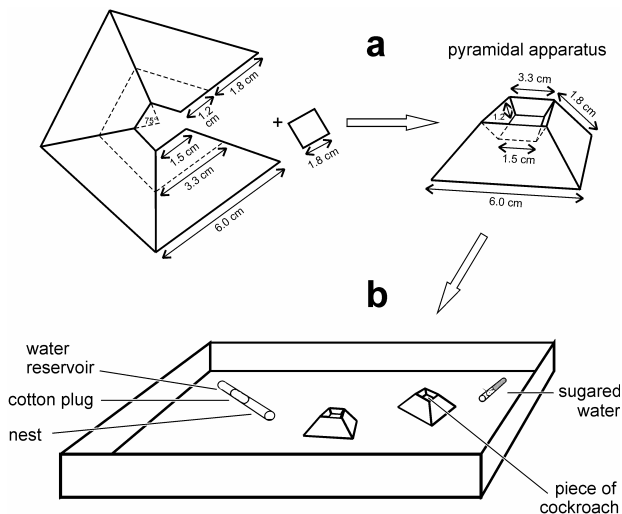 a
pyramidal apparatus
1.8 cm
1.2
cm
75°
1.5 cm
3.3 cm
6.0 cm
+
1.8 cm
3.3 cm
1.8 cm
1.2
1.5 cm
6.0 cm
b
water
reservoir
cotton plug
nest
sugared
water
piece of
cockroach